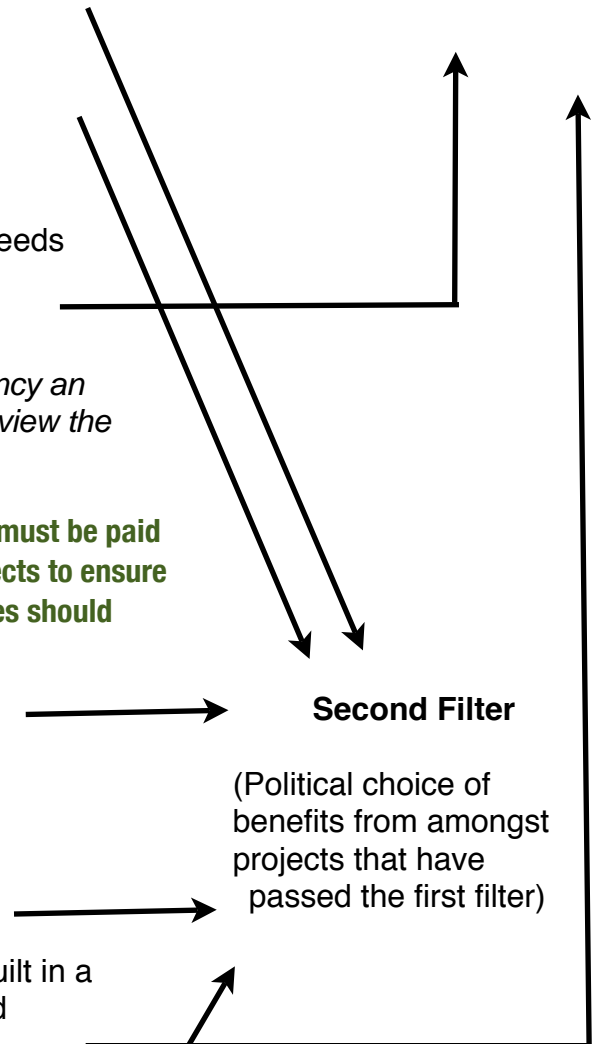 eeds
ncy an
view the
must be paid
ects to ensure
es should
Second Filter
(Political choice of
benefits from amongst
projects that have
passed the first filter)
uilt in a
d